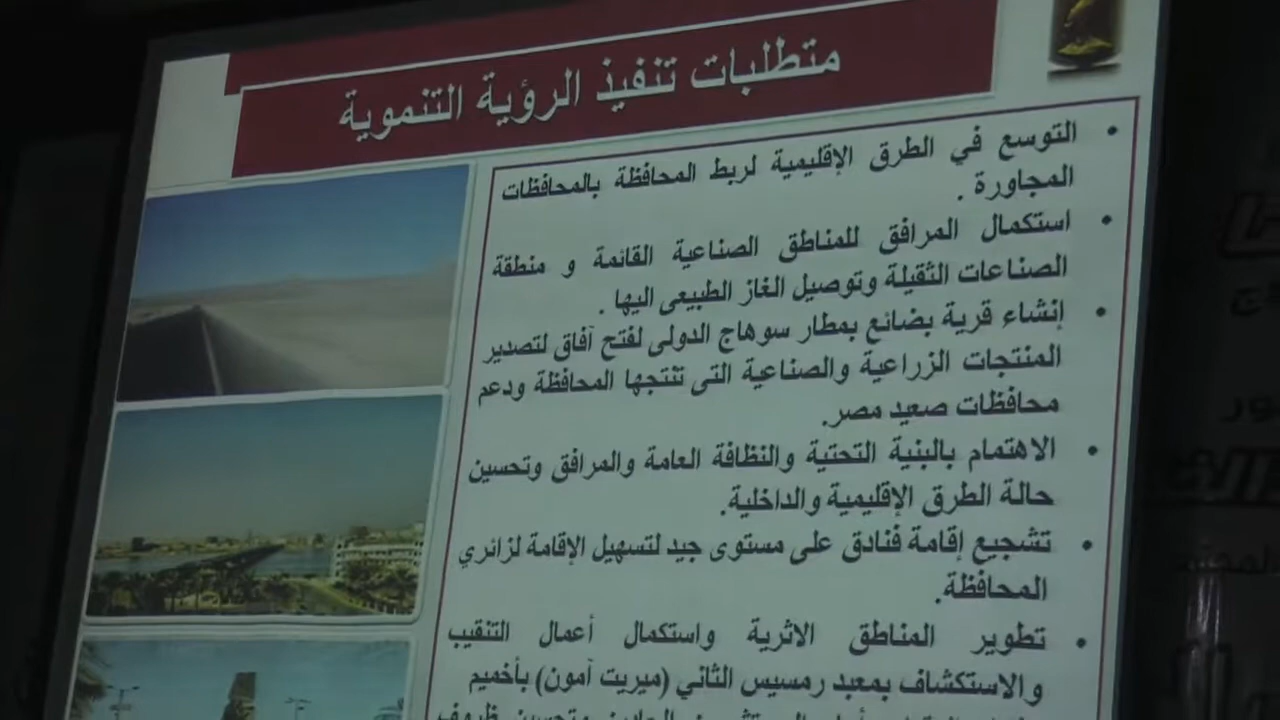 متطلبات تنفيذ الرؤية التنموية
• التوسع في الطرق الإقليمية لربط المحافظة بالمحافظات
المجاورة .
• استكمال المرافق للمناطق الصناعية القائمة و منطقة
الصناعات الثقيلة وتوصيل الغاز الطبيعى اليها .
• إنشاء قرية بضائع بمطار سوهاج الدولى لفتح آفاق لتصدير
المنتجات الزراعية والصناعية التى تنتجها المحافظة ودعم
محافظات صعيد مصر.
• الاهتمام بالبنية التحتية والنظافة العامة والمرافق وتحسين
حالة الطرق الإقليمية والداخلية.
• تشجيع إقامة فنادق على مستوى جيد لتسهيل الإقامة لزائري
المحافظة.
• تطوير المناطق الاثرية واستكمال أعمال التنقيب
والاستكشاف بمعبد رمسيس الثاني (ميريت آمون) بأخميم